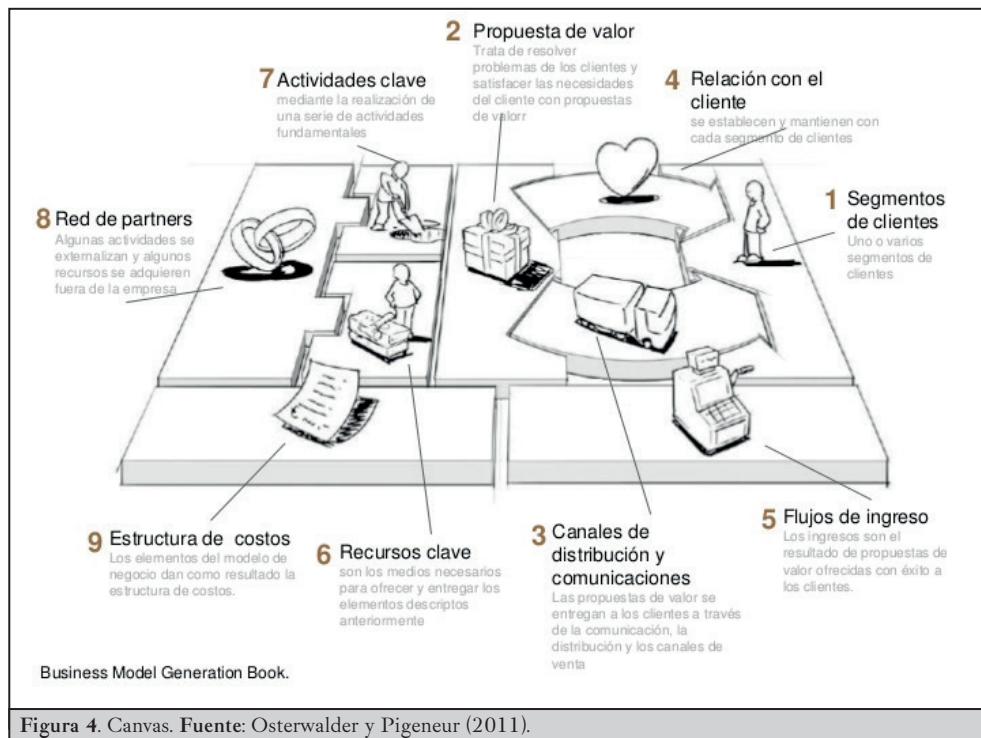 2 Propuesta de valor
Trata de resolver
problemas de los clientes y
satisfacer las necesidades
del cliente con propuestas
de valorr
7 Actividades clave
mediante la realización de
una serie de actividades
fundamentales
4 Relación con el
cliente
se establecen y mantienen con
cada segmento de clientes
8 Red de partners
Algunas actividades se
externalizan y algunos
recursos se adquieren
fuera de la empresa
1 Segmentos
de clientes
Uno o varios
segmentos de
clientes
9 Estructura de costos
Los elementos del modelo de
negocio dan como resultado la
estructura de costos.
6 Recursos clave
son los medios necesarios
para ofrecer y entregar los
elementos descriptos
anteriormente
3 Canales de
distribución y
comunicaciones
Las propuestas de valor se
entregan a los clientes a través
de la comunicación, la
distribución y los canales de
venta
5 Flujos de ingreso
Los ingresos son el
resultado de propuestas de
valor ofrecidas con éxito a
los clientes.
Business Model Generation Book.
Figura 4. Canvas. Fuente: Osterwalder y Pigeneur (2011).